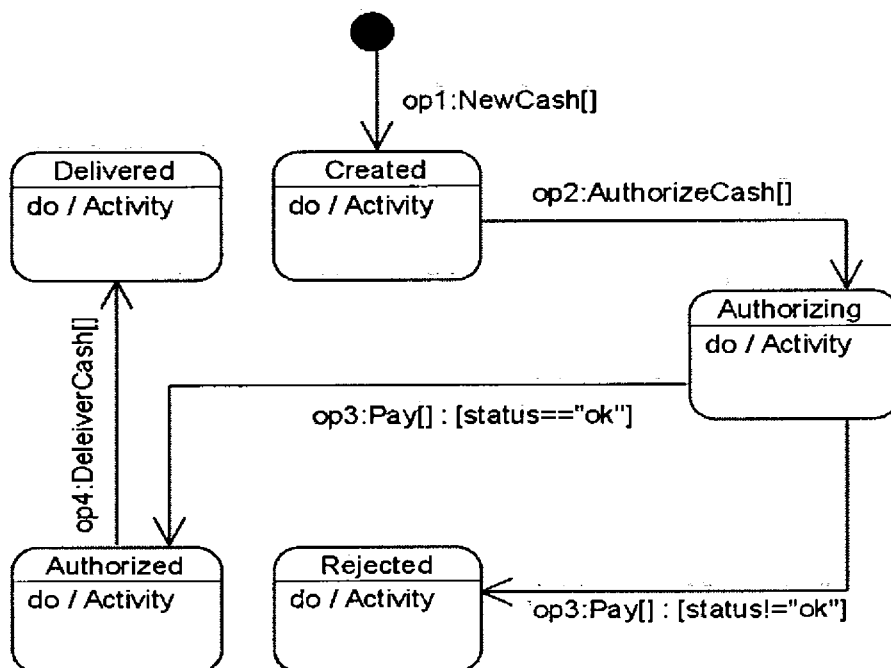 op1:NewCash[]
Delivered
do / Activity
Created
do / Activity
op2:AuthorizeCash[]
Authorizing
do / Activity
op4:DeleiverCash[]
op3:Pay[] : [status=="ok"]
Authorized
do / Activity
Rejected
do / Activity
op3:Pay[] : [status!="ok"]